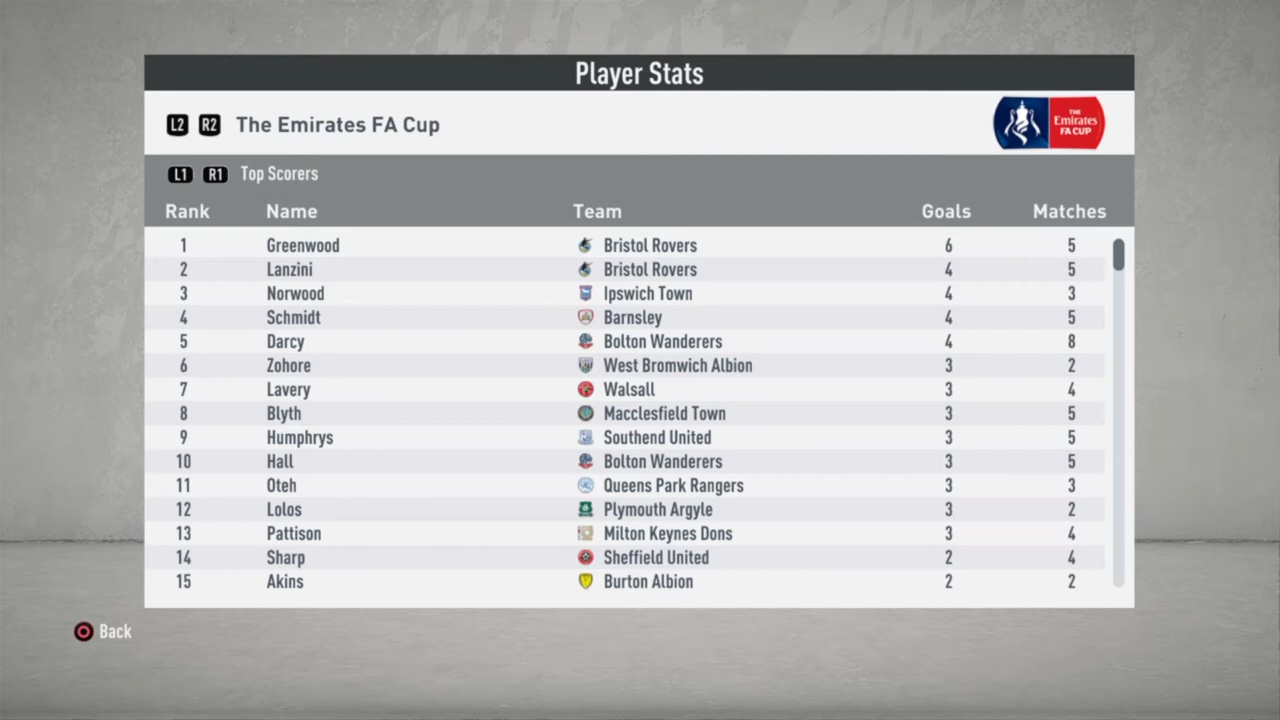 Player Stats
L2 R2 The Emirates FA Cup
THE Emirates FA CUP
L1 R1 Top Scorers
Rank Name Team Goals Matches
1 Greenwood Bristol Rovers 6 5
2 Lanzini Bristol Rovers 4 5
3 Norwood Ipswich Town 4 3
4 Schmidt Barnsley 4 5
5 Darcy Bolton Wanderers 4 8
6 Zohore West Bromwich Albion 3 2
7 Lavery Walsall 3 4
8 Blyth Macclesfield Town 3 5
9 Humphrys Southend United 3 5
10 Hall Bolton Wanderers 3 5
11 Oteh Queens Park Rangers 3 3
12 Lolos Plymouth Argyle 3 2
13 Pattison Milton Keynes Dons 3 4
14 Sharp Sheffield United 2 4
15 Akins Burton Albion 2 2
Back